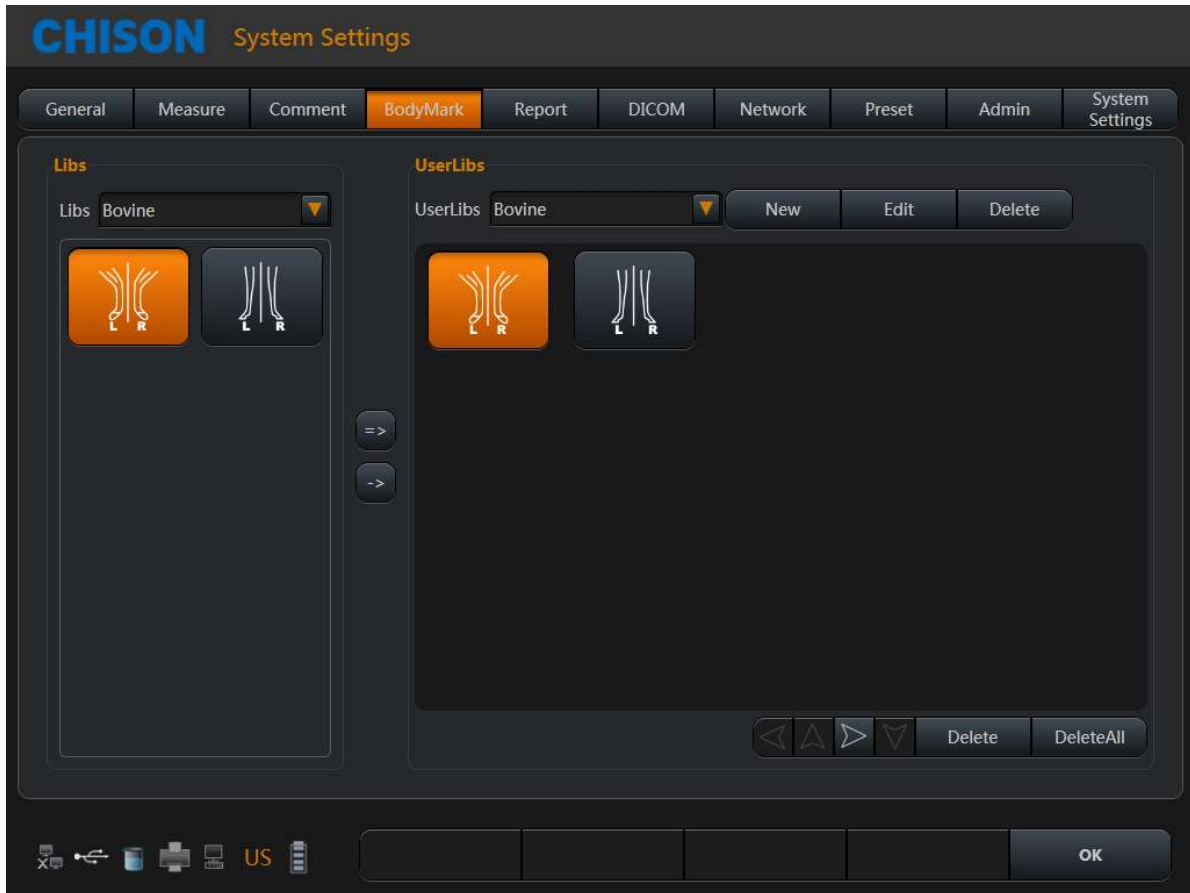 CHISON System Settings
General Measure Comment BodyMark Report DICOM Network Preset Admin System Settings
Libs
UserLibs
Libs Bovine
UserLibs Bovine New Edit Delete
L R
L R
L R
L R
=>
->
Delete DeleteAll
US
OK